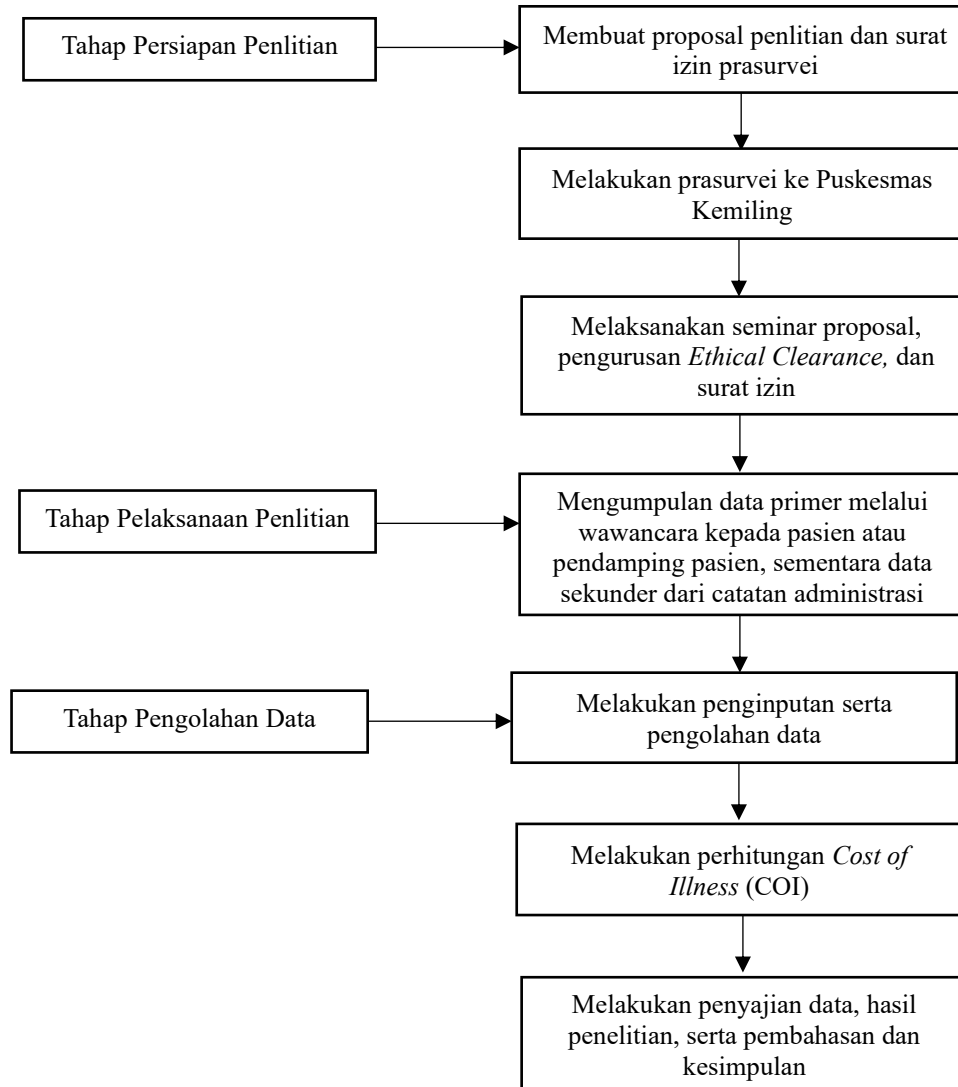 Tahap Persiapan Penlitian
Membuat proposal penlitian dan surat
izin prasurvei
Melakukan prasurvei ke Puskesmas
Kemiling
Melaksanakan seminar proposal,
pengurusan Ethical Clearance, dan
surat izin
Tahap Pelaksanaan Penlitian
Mengumpulan data primer melalui
wawancara kepada pasien atau
pendamping pasien, sementara data
sekunder dari catatan administrasi
Tahap Pengolahan Data
Melakukan penginputan serta
pengolahan data
Melakukan perhitungan Cost of
Illness (COI)
Melakukan penyajian data, hasil
penelitian, serta pembahasan dan
kesimpulan